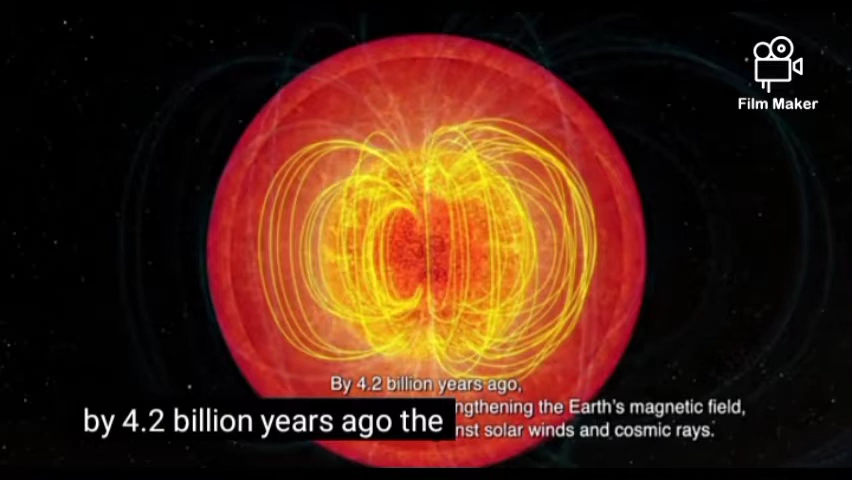 Film Maker
By 4.2 billion years ago,
ngthening the Earth's magnetic field,
nst solar winds and cosmic rays.
by 4.2 billion years ago the